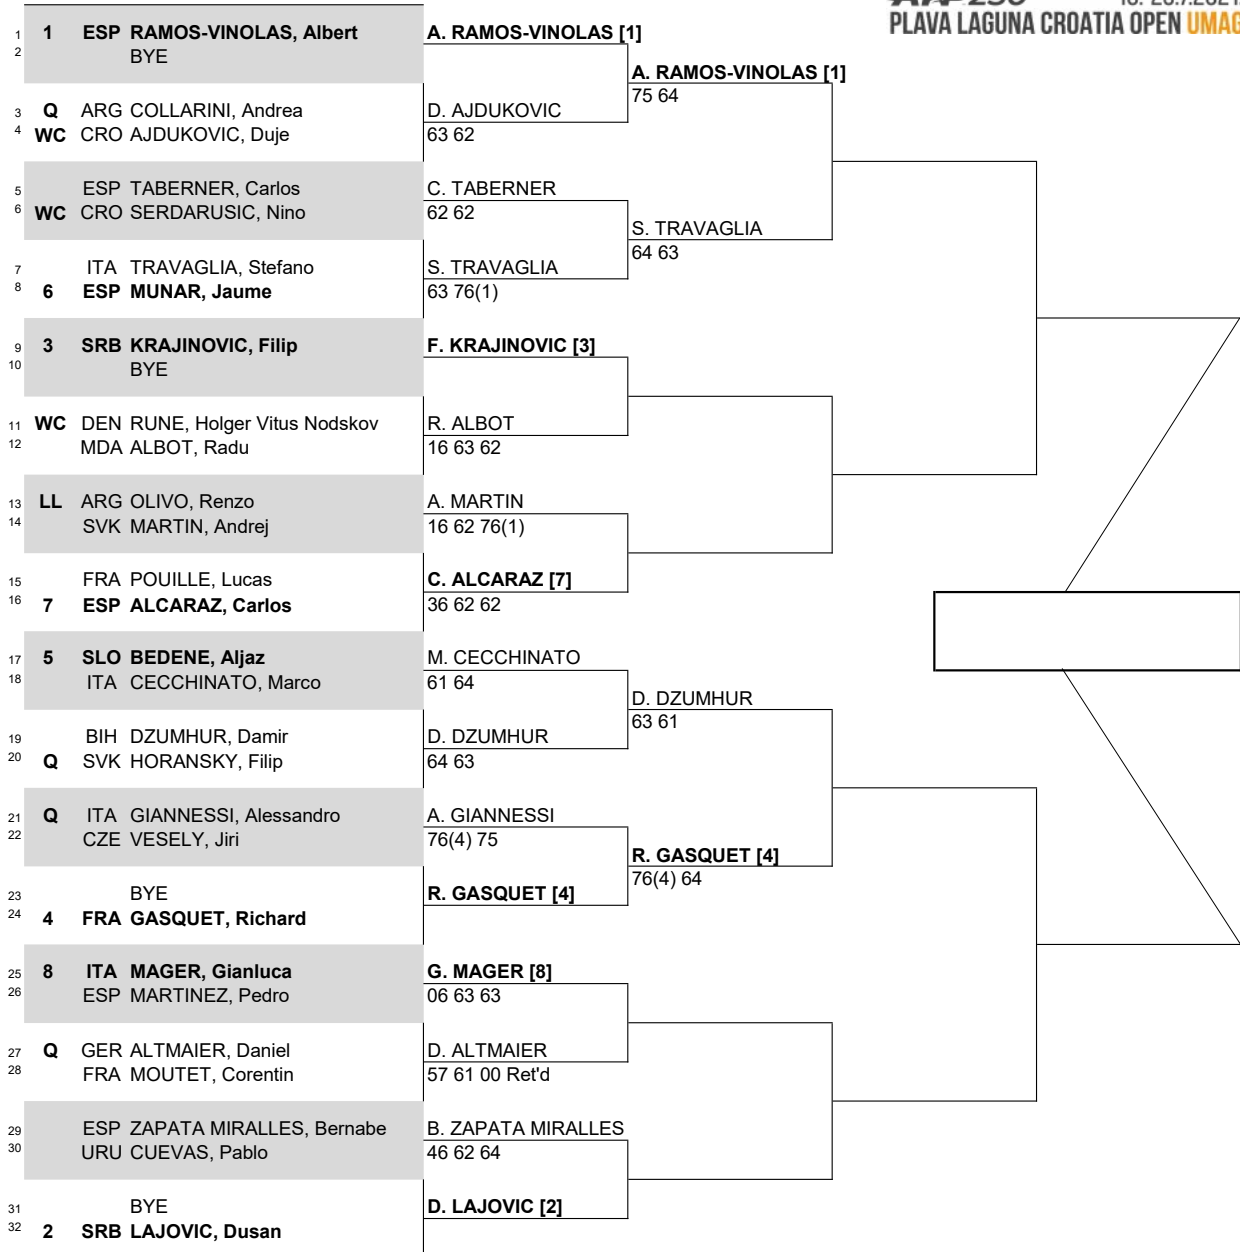 PLAVA LAGUNA CROATIA OPEN UMAG
1 1 ESP RAMOS-VINOLAS, Albert
2 BYE
A. RAMOS-VINOLAS [1]
A. RAMOS-VINOLAS [1]
75 64
3 Q ARG COLLARINI, Andrea
4 WC CRO AJDUKOVIC, Duje
D. AJDUKOVIC
63 62
5 ESP TABERNER, Carlos
6 WC CRO SERDARUSIC, Nino
C. TABERNER
62 62
S. TRAVAGLIA
64 63
7 ITA TRAVAGLIA, Stefano
8 6 ESP MUNAR, Jaume
S. TRAVAGLIA
63 76(1)
9 3 SRB KRAJINOVIC, Filip
10 BYE
F. KRAJINOVIC [3]
11 WC DEN RUNE, Holger Vitus Nodskov
12 MDA ALBOT, Radu
R. ALBOT
16 63 62
13 LL ARG OLIVO, Renzo
14 SVK MARTIN, Andrej
A. MARTIN
16 62 76(1)
15 FRA POUILLE, Lucas
16 7 ESP ALCARAZ, Carlos
C. ALCARAZ [7]
36 62 62
17 5 SLO BEDENE, Aljaz
18 ITA CECCHINATO, Marco
M. CECCHINATO
61 64
D. DZUMHUR
63 61
19 BIH DZUMHUR, Damir
20 Q SVK HORANSKY, Filip
D. DZUMHUR
64 63
21 Q ITA GIANNESSI, Alessandro
22 CZE VESELY, Jiri
A. GIANNESSI
76(4) 75
R. GASQUET [4]
76(4) 64
23 BYE
24 4 FRA GASQUET, Richard
R. GASQUET [4]
25 8 ITA MAGER, Gianluca
26 ESP MARTINEZ, Pedro
G. MAGER [8]
06 63 63
27 Q GER ALTMAIER, Daniel
28 FRA MOUTET, Corentin
D. ALTMAIER
57 61 00 Ret'd
29 ESP ZAPATA MIRALLES, Bernabe
30 URU CUEVAS, Pablo
B. ZAPATA MIRALLES
46 62 64
31 BYE
32 2 SRB LAJOVIC, Dusan
D. LAJOVIC [2]